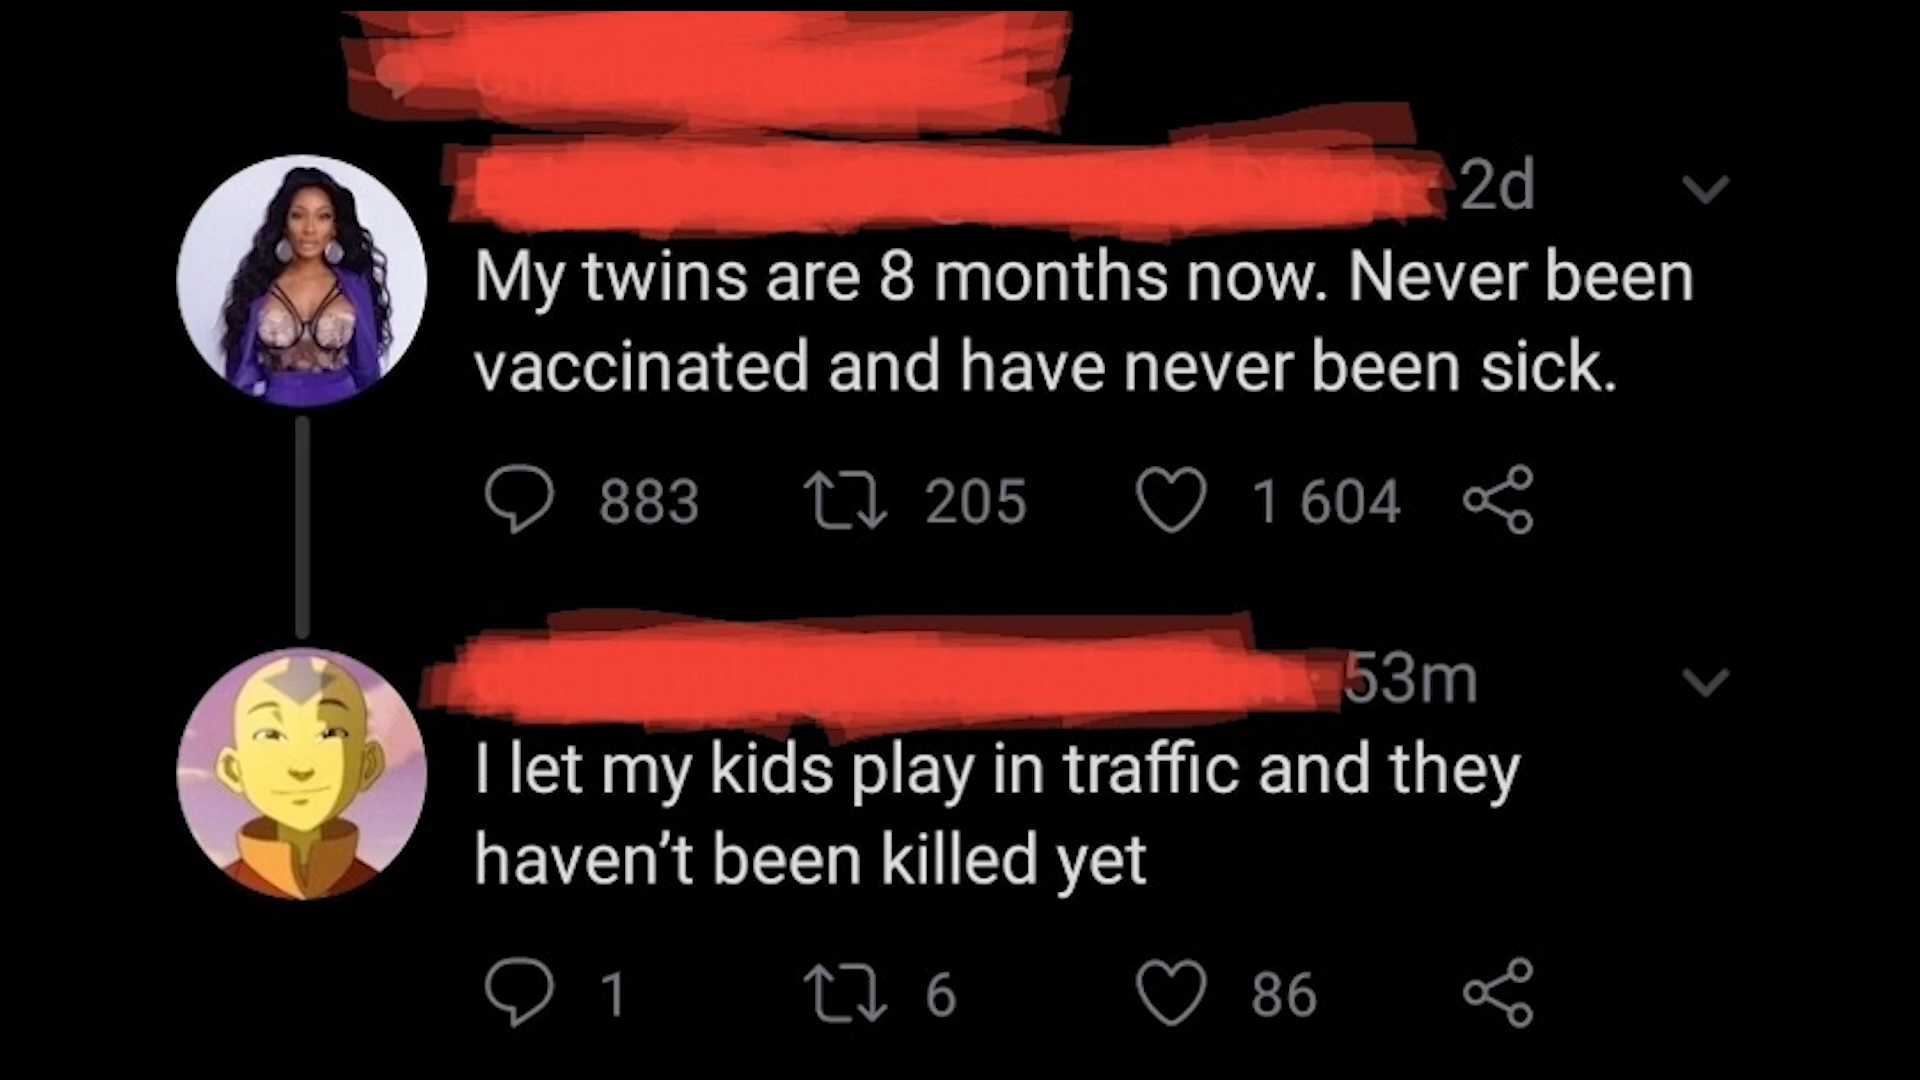 2d
My twins are 8 months now. Never been
vaccinated and have never been sick.
883 205 1 604
53m
I let my kids play in traffic and they
haven't been killed yet
1 6 86